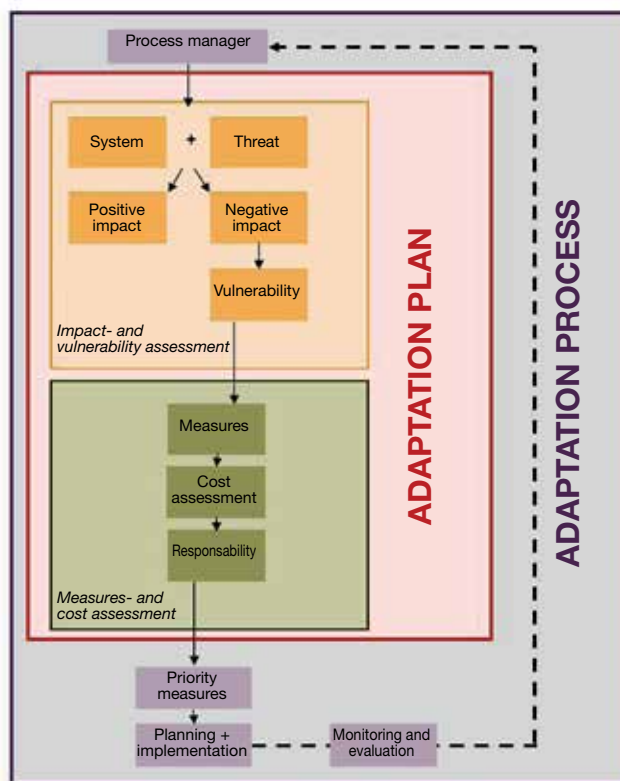 Process manager
System
+
Threat
Positive
impact
Negative
impact
Vulnerability
Impact- and
vulnerability assessment
Measures
Cost
assessment
Responsability
Measures- and
cost assessment
ADAPTATION PLAN
ADAPTATION PROCESS
Priority
measures
Planning +
implementation
Monitoring and
evaluation